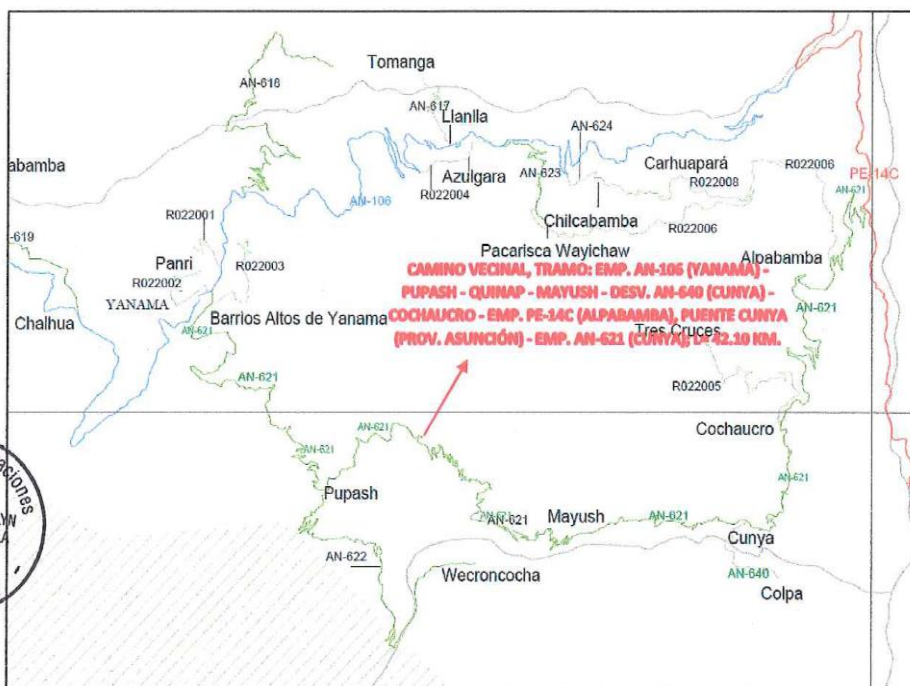 Tomanga
AN-616
AN-617
Llanlla
AN-624
abamba
Azulgara
AN-623
Carhuapará
R022006
PE-14C
R022004
R022008
AN-621
AN-106
R022001
Chilcabamba
R022006
-619
Panri
R022003
Pacarisca Wayichaw
Alpabamba
R022002
YANAMA
CAMINO VECINAL, TRAMO: EMP. AN-106 (YANAMA) -
PUPASH - QUINAP - MAYUSH - DESV. AN-640 (CUNYA) -
COCHAUCRO - EMP. PE-14C (ALPABAMBA), PUENTE CUNYA
(PROV. ASUNCIÓN) - EMP. AN-621 (CUNYA); L= 42.10 KM.
Chalhua
AN-621
Barrios Altos de Yanama
Tres Cruces
AN-621
AN-621
R022005
Cochaucro
AN-621
AN-621
AN-621
Pupash
AN-621
AN-621
Mayush
AN-621
Cunya
AN-622
Wecroncocha
AN-640
Colpa
aciones